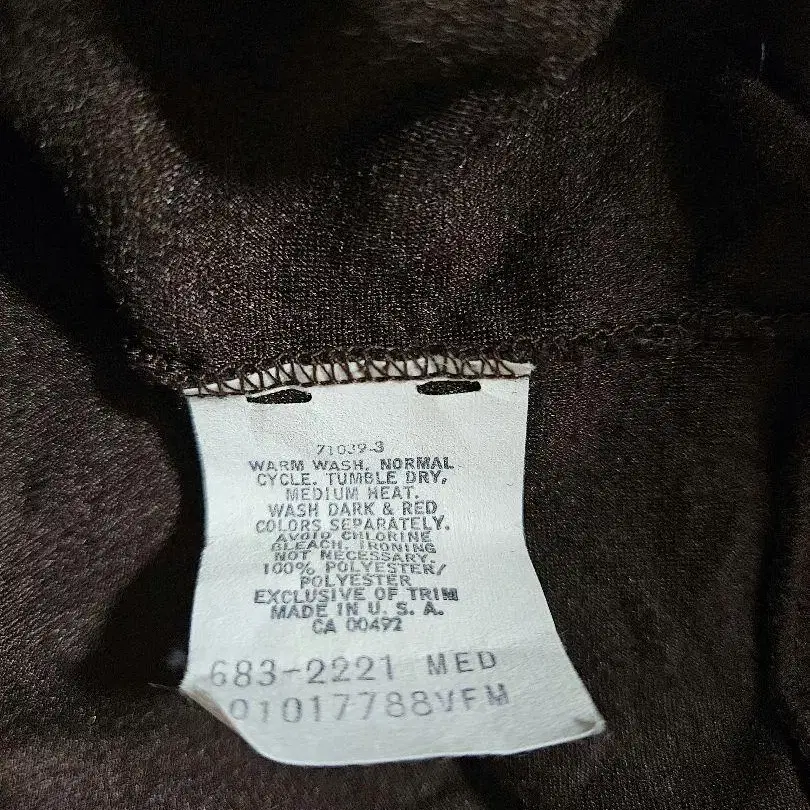 71039-3
WARM WASH, NORMAL
CYCLE. TUMBLE DRY,
MEDIUM HEAT.
WASH DARK & RED
COLORS SEPARATELY.
AVOID CHLORINE
BLEACH. IRONING
NOT NECESSARY.
100% POLYESTER/
POLYESTER
EXCLUSIVE OF TRIM
MADE IN U. S. A.
CA 00492
683-2221 MED
01017788VFM